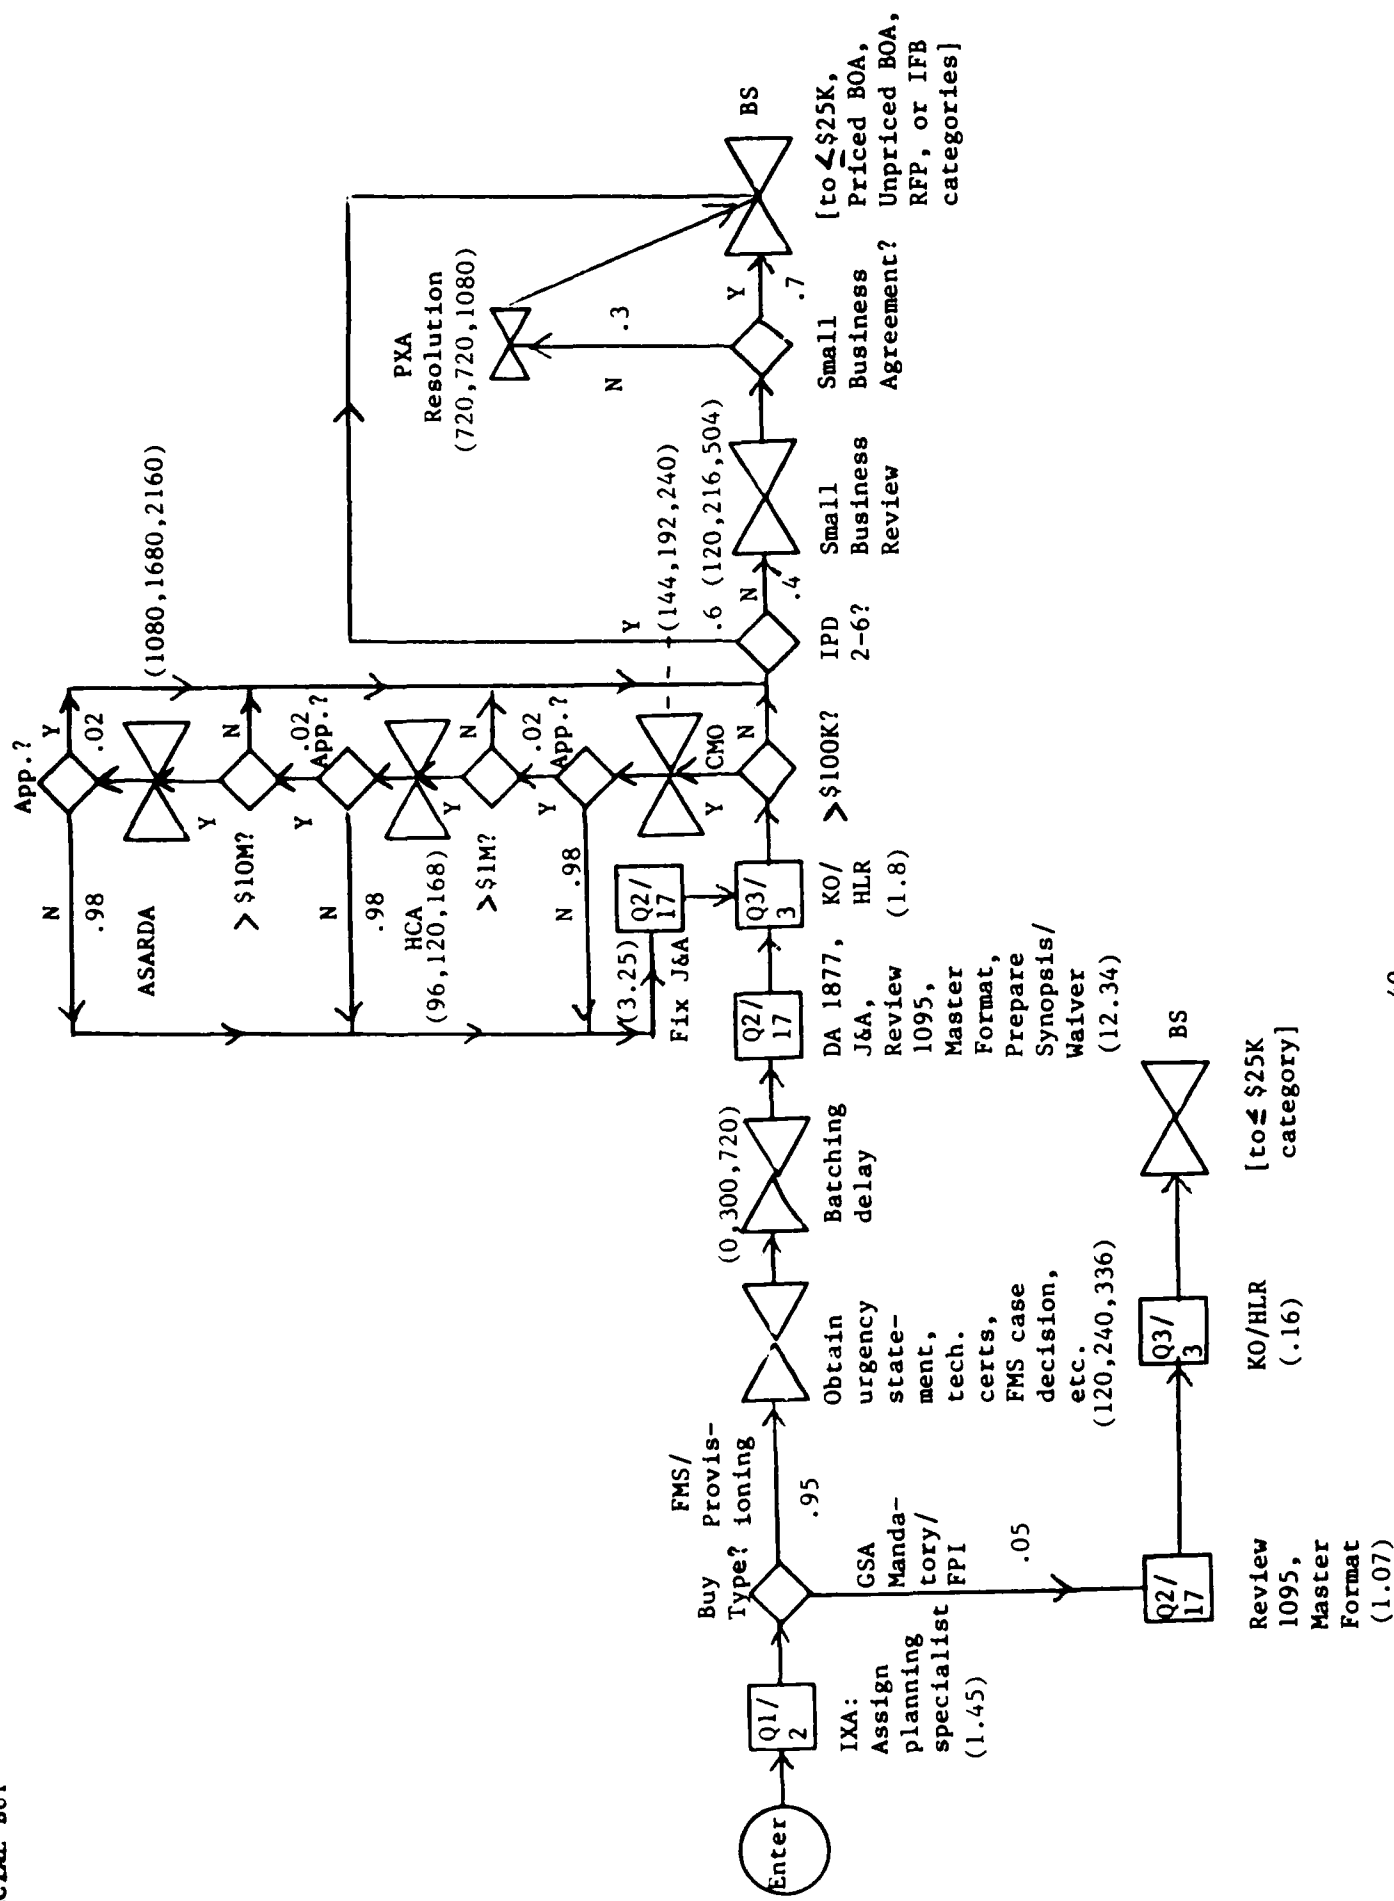 Enter
Q1/
2
IXA:
Assign
planning
specialist
(1.45)
Buy
Type?
FMS/
Provis-
ioning
.95
GSA
Manda-
tory/
FPI
.05
Q2/
17
Review
1095,
Master
Format
(1.07)
Q3/
3
KO/HLR
(.16)
BS
[to ≤ $25K
category]
Obtain
urgency
state-
ment,
tech.
certs,
FMS case
decision,
etc.
(120,240,336)
(0,300,720)
Batching
delay
Q2/
17
DA 1877,
J&A,
Review
1095,
Master
Format,
Prepare
Synopsis/
Waiver
(12.34)
Q3/
3
KO/
HLR
(1.8)
(3.25)
Fix J&A
Q2/
17
>$100K?
N
Y
CMO
(144,192,240)
App.?
N .98
Y
.02
>$1M?
N
Y
HCA
(96,120,168)
App.?
N
.98
Y
.02
>$10M?
N
Y
ASARDA
(1080,1680,2160)
App.?
N
.98
Y
.02
IPD
2-6?
Y
.6
N
.4
(120,216,504)
Small
Business
Review
Small
Business
Agreement?
Y
.7
N
.3
PXA
Resolution
(720,720,1080)
BS
[to ≤$25K,
Priced BOA,
Unpriced BOA,
RFP, or IFB
categories]